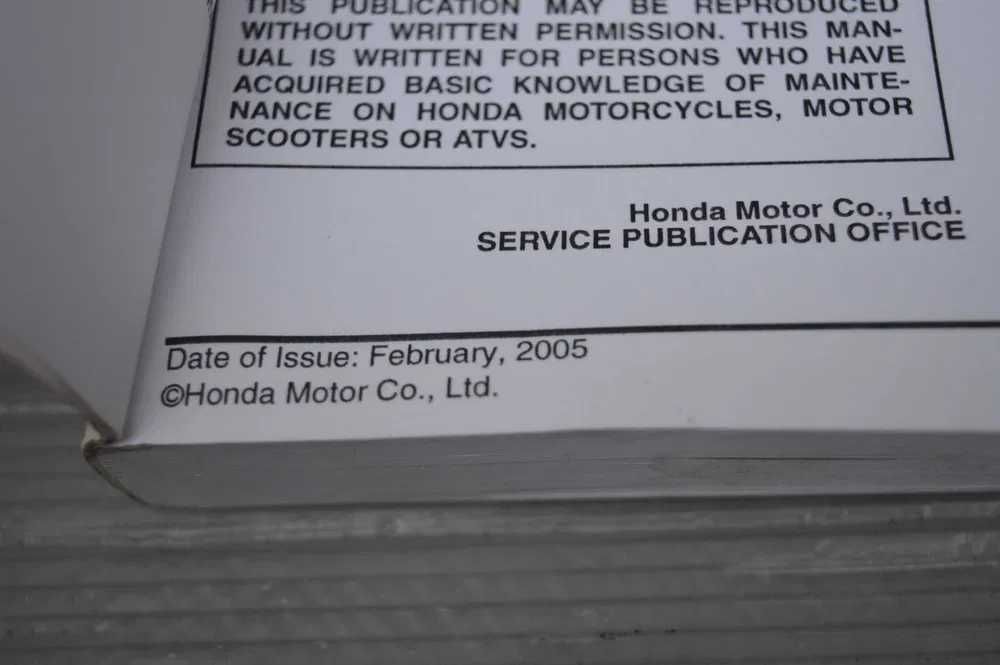 THIS PUBLICATION MAY BE REPRODUCED
WITHOUT WRITTEN PERMISSION. THIS MAN-
UAL IS WRITTEN FOR PERSONS WHO HAVE
ACQUIRED BASIC KNOWLEDGE OF MAINTE-
NANCE ON HONDA MOTORCYCLES, MOTOR
SCOOTERS OR ATVS.
Honda Motor Co., Ltd.
SERVICE PUBLICATION OFFICE
Date of Issue: February, 2005
©Honda Motor Co., Ltd.